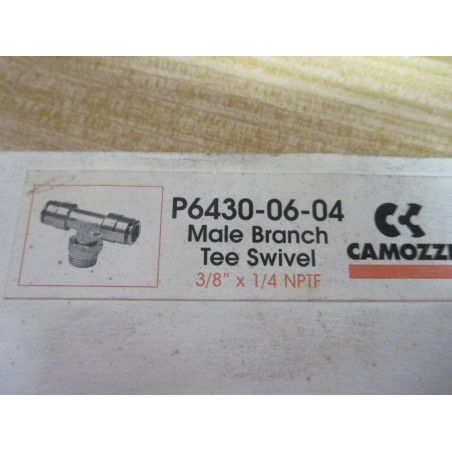 P6430-06-04
Male Branch
Tee Swivel
3/8" x 1/4 NPTF
CAMOZZI